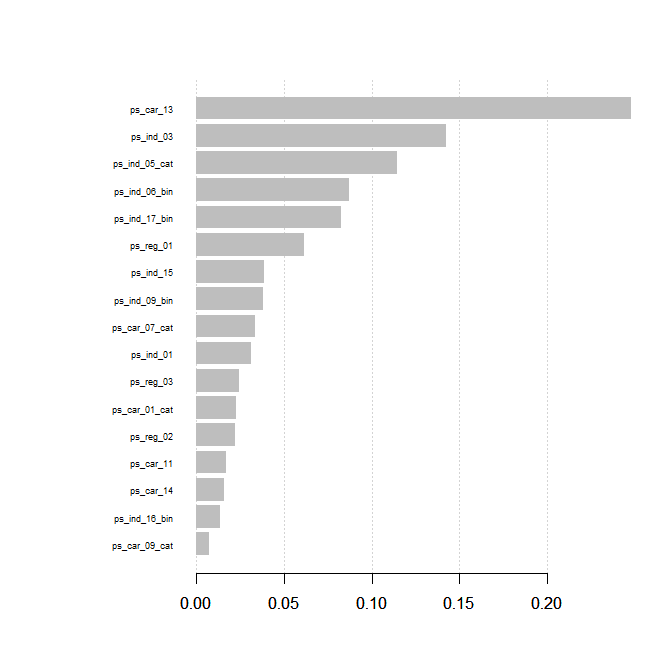 ps_car_13
ps_ind_03
ps_ind_05_cat
ps_ind_06_bin
ps_ind_17_bin
ps_reg_01
ps_ind_15
ps_ind_09_bin
ps_car_07_cat
ps_ind_01
ps_reg_03
ps_car_01_cat
ps_reg_02
ps_car_11
ps_car_14
ps_ind_16_bin
ps_car_09_cat
0.00 0.05 0.10 0.15 0.20